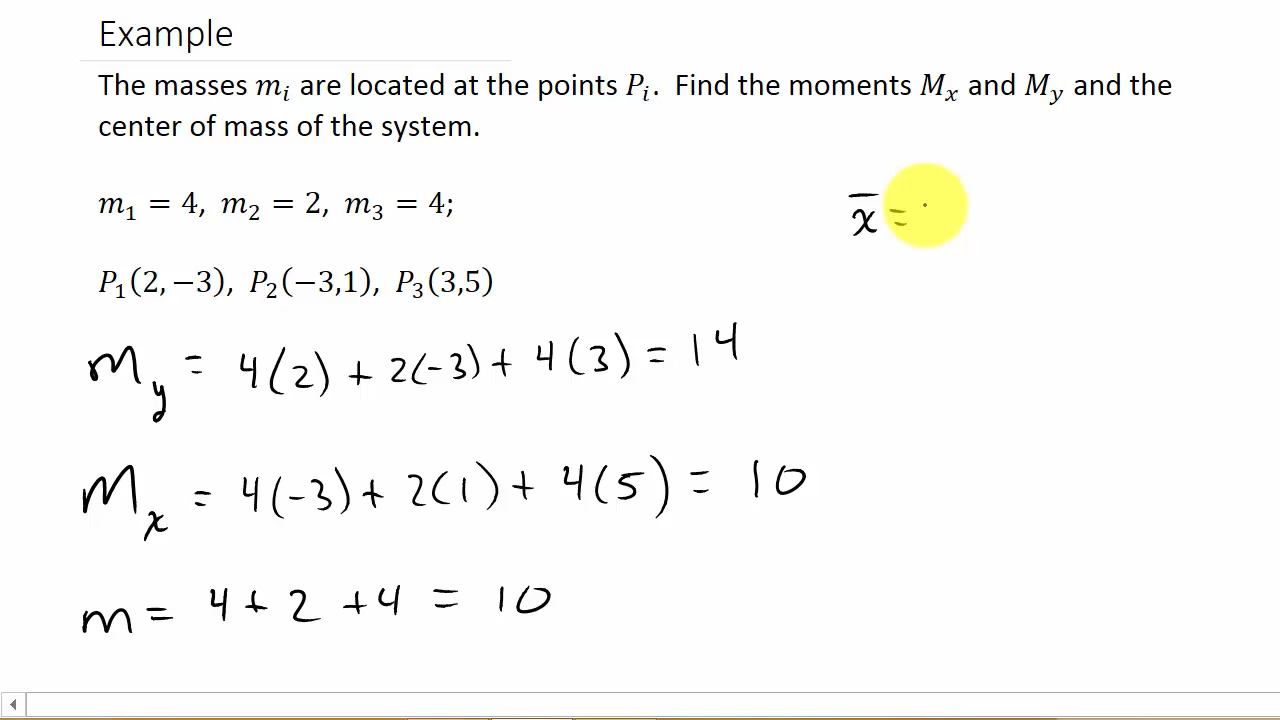 Example
The masses mᵢ are located at the points Pᵢ. Find the moments Mₓ and M_y and the
center of mass of the system.
m₁ = 4, m₂ = 2, m₃ = 4;
x̄ =
P₁(2,−3), P₂(−3,1), P₃(3,5)
m_y = 4(2) + 2(-3) + 4(3) = 14
Mₓ = 4(-3) + 2(1) + 4(5) = 10
m = 4 + 2 + 4 = 10